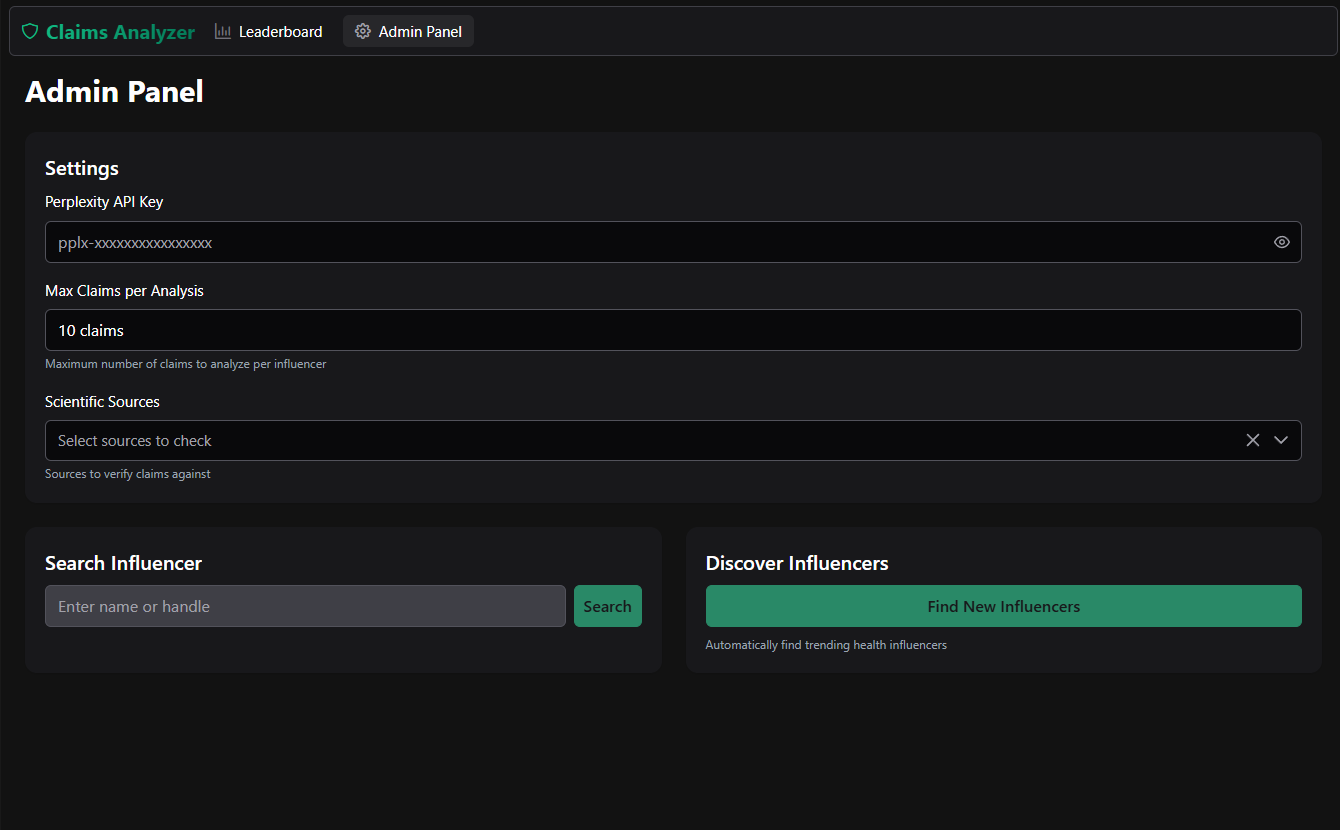 Claims Analyzer Leaderboard Admin Panel
Admin Panel
Settings
Perplexity API Key
pplx-xxxxxxxxxxxxxxxx
Max Claims per Analysis
10 claims
Maximum number of claims to analyze per influencer
Scientific Sources
Select sources to check
Sources to verify claims against
Search Influencer
Enter name or handle Search
Discover Influencers
Find New Influencers
Automatically find trending health influencers